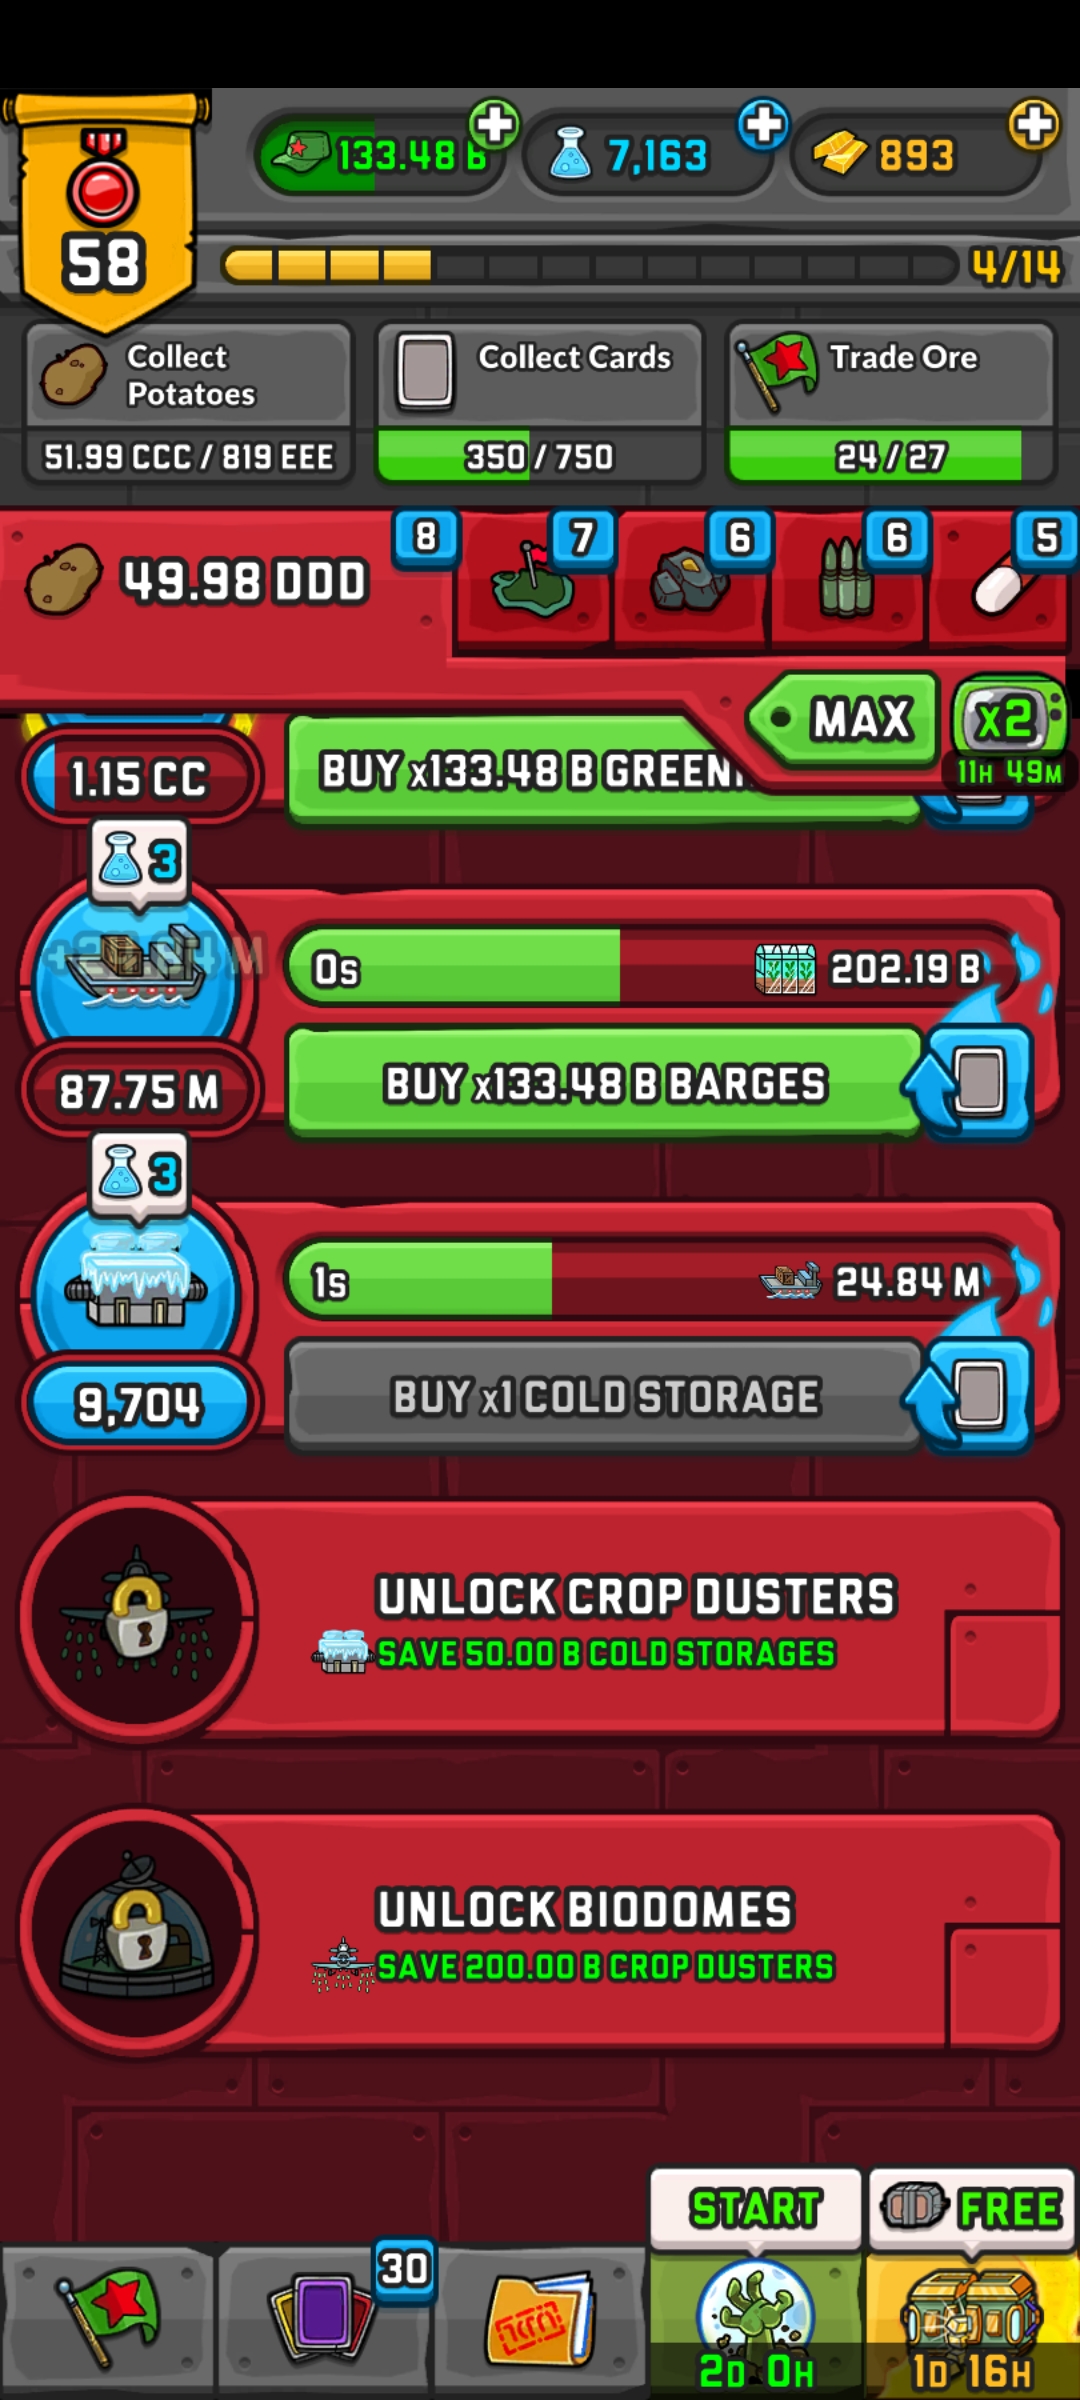 58
133.48 B
7,163
893
4/14
Collect
Potatoes
51.99 CCC / 819 EEE
Collect Cards
350 / 750
Trade Ore
24 / 27
49.98 DDD
8
7
6
6
5
MAX
x2
11H 49M
1.15 CC
BUY x133.48 B
3
0s
202.19 B
87.75 M
BUY x133.48 B BARGES
3
1s
24.84 M
9,704
BUY x1 COLD STORAGE
UNLOCK CROP DUSTERS
SAVE 50.00 B COLD STORAGES
UNLOCK BIODOMES
SAVE 200.00 B CROP DUSTERS
START
FREE
30
2D 0H
1D 16H